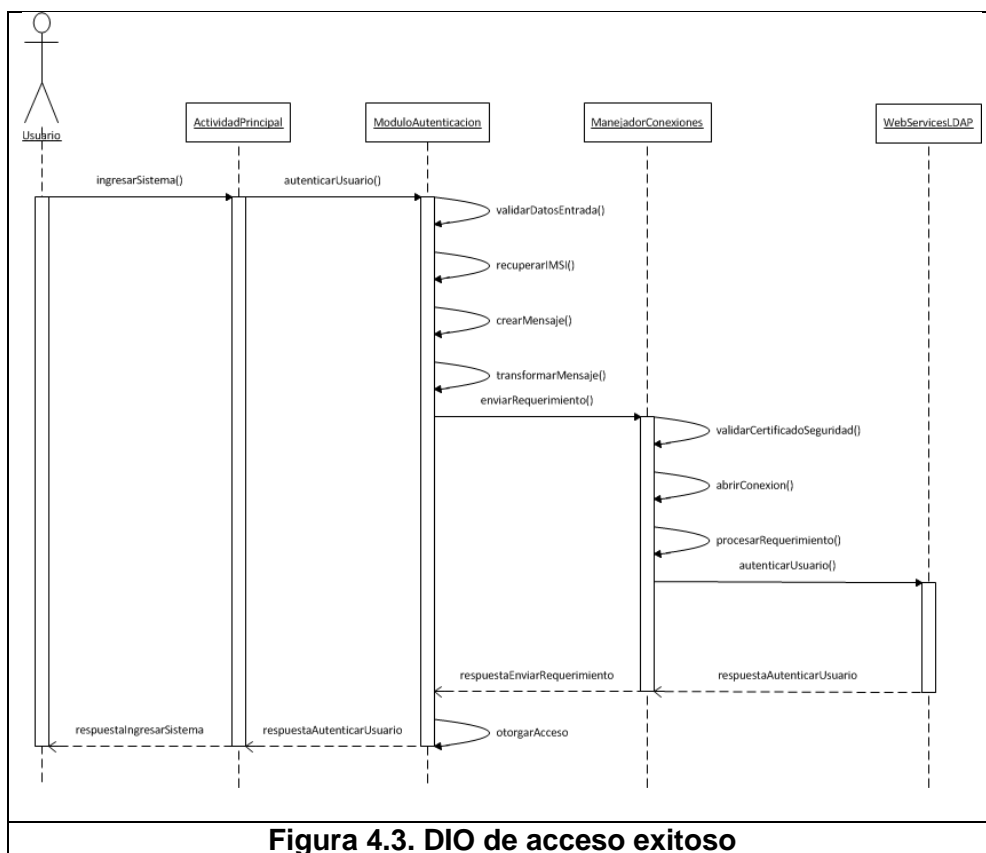 Usuario
ActividadPrincipal
ModuloAutenticacion
ManejadorConexiones
WebServicesLDAP
ingresarSistema()
autenticarUsuario()
validarDatosEntrada()
recuperarIMSI()
crearMensaje()
transformarMensaje()
enviarRequerimiento()
validarCertificadoSeguridad()
abrirConexion()
procesarRequerimiento()
autenticarUsuario()
respuestaEnviarRequerimiento
respuestaAutenticarUsuario
respuestaIngresarSistema
respuestaAutenticarUsuario
otorgarAcceso
Figura 4.3. DIO de acceso exitoso